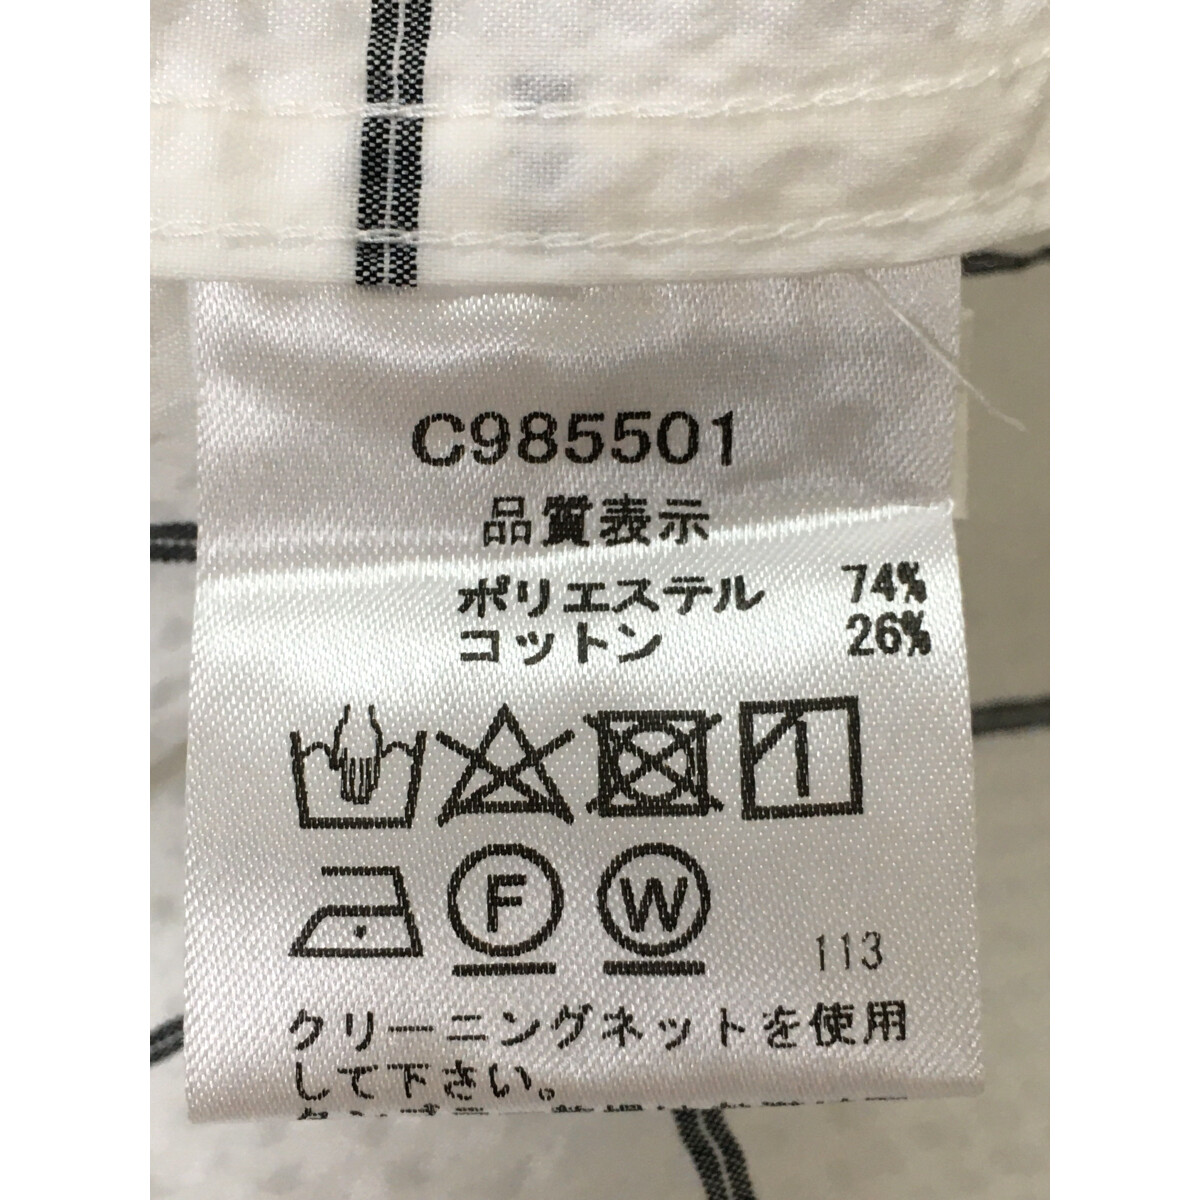 C985501
品質表示
ポリエステル 74%
コットン 26%
F W
113
クリーニングネットを使用
して下さい。